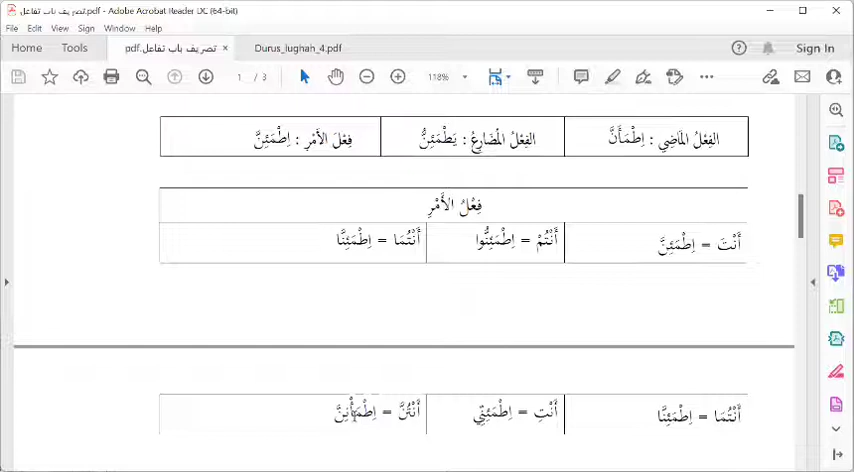 تصريف باب تفاعل.pdf - Adobe Acrobat Reader DC (64-bit)
File Edit View Sign Window Help
Home Tools تصريف باب تفاعل.pdf × Durus_lughah_4.pdf Sign In
1 / 3 118%
الفِعْلُ المَاضِي : اِطْمَأَنَّ الفِعْلُ المُضَارِعُ : يَطْمَئِنُّ فِعْلُ الأَمْرِ : اِطْمَئِنَّ
فِعْلُ الأَمْرِ
أَنْتَ = اِطْمَئِنَّ أَنْتُمْ = اِطْمَئِنُّوا أَنْتُمَا = اِطْمَئِنَّا
أَنْتُمَا = اِطْمَئِنَّا أَنْتِ = اِطْمَئِنِّي أَنْتُنَّ = اِطْمَأْنِنَّ